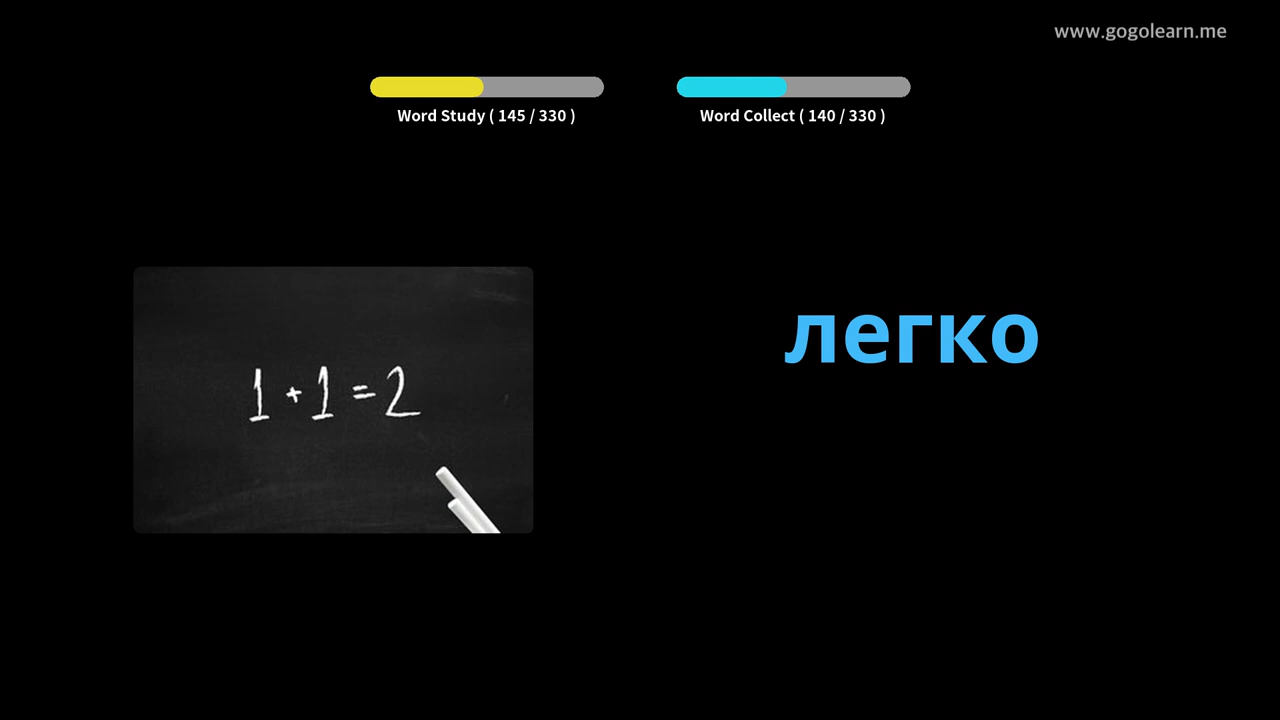 www.gogolearn.me
Word Study ( 145 / 330 )
Word Collect ( 140 / 330 )
легко
1 + 1 = 2